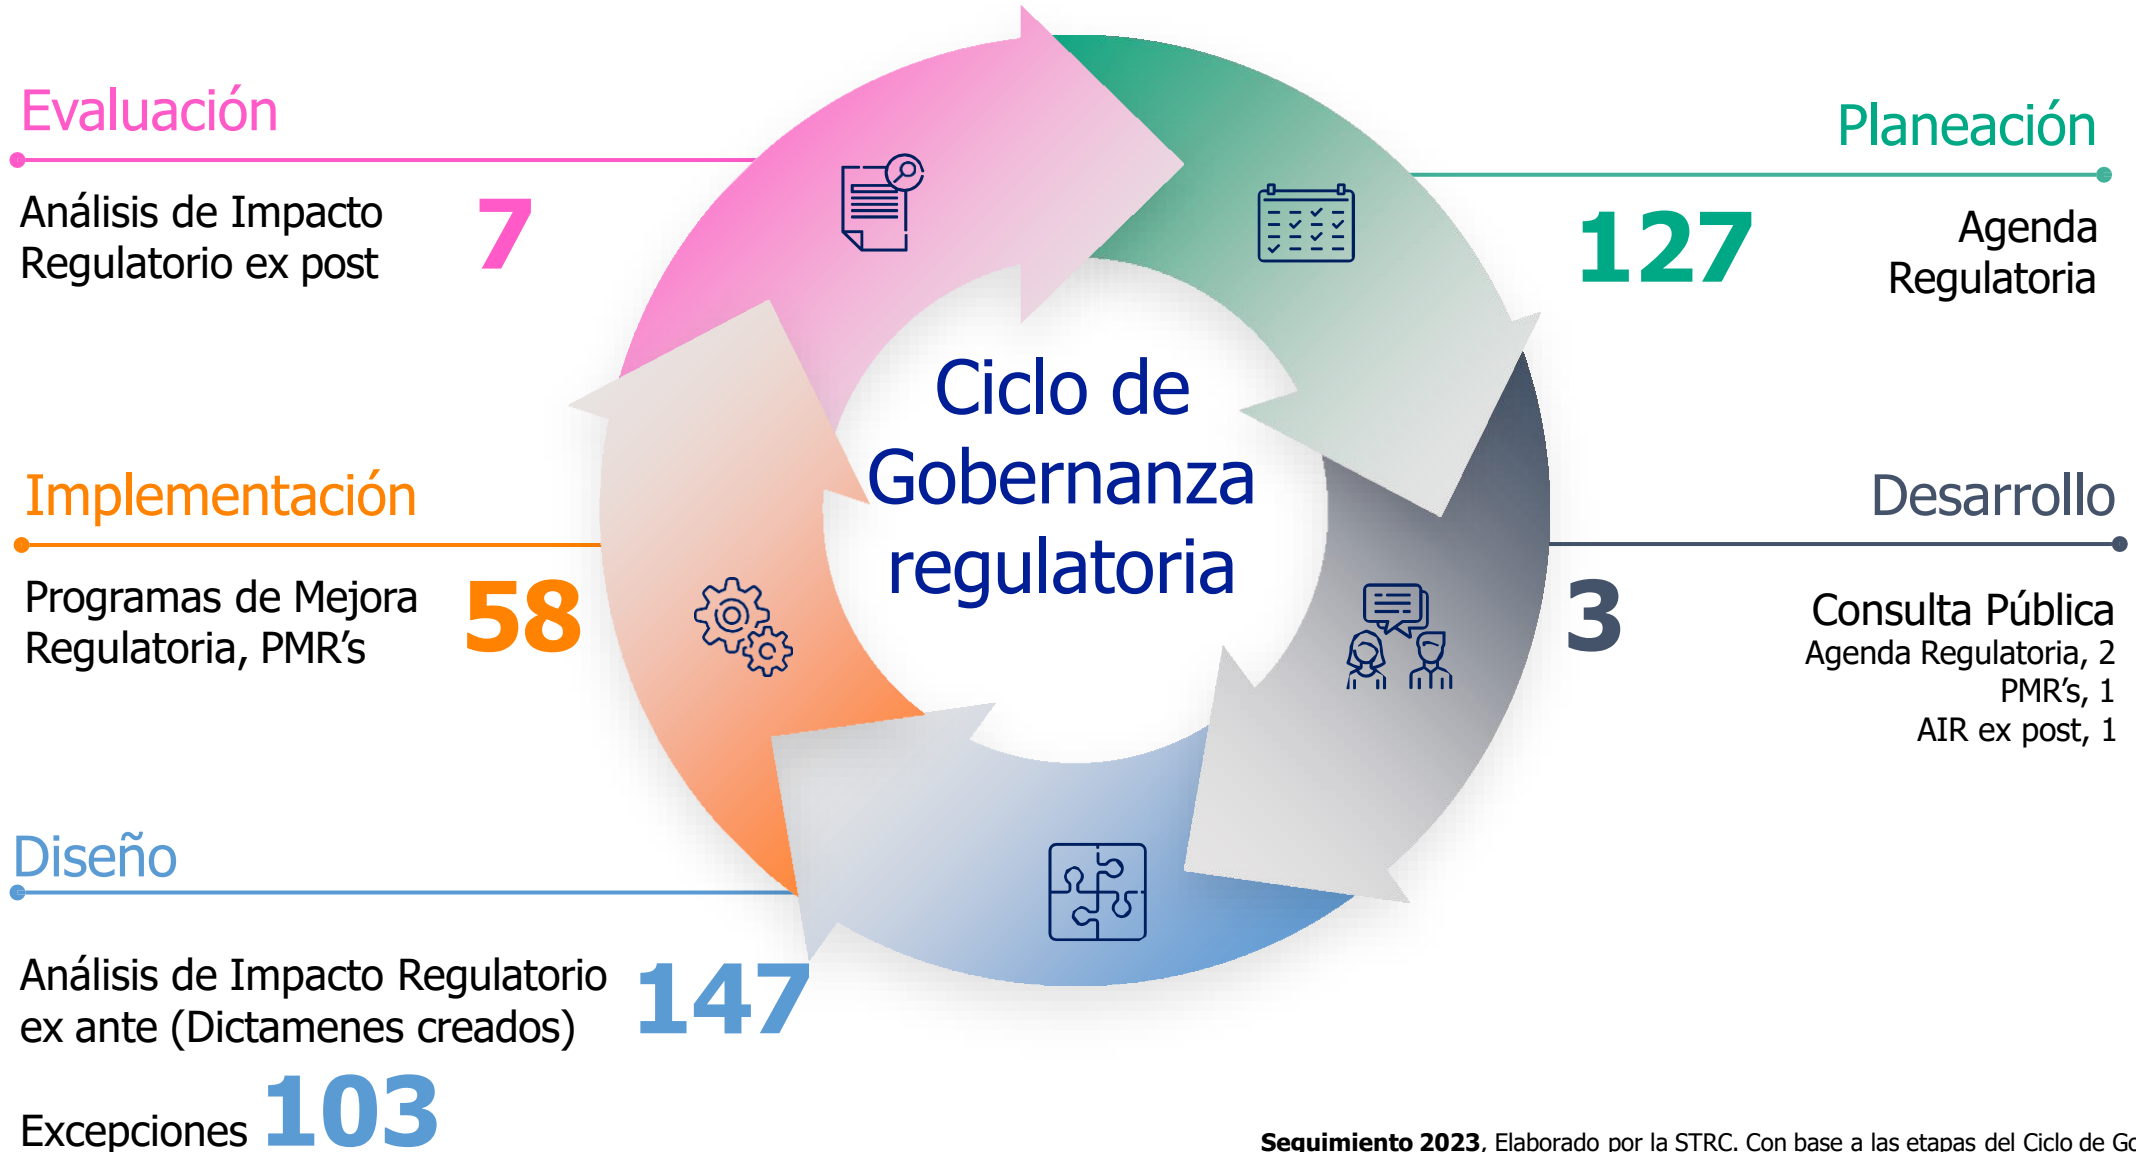 Evaluación
Análisis de Impacto
Regulatorio ex post
7
Planeación
127
Agenda
Regulatoria
Ciclo de
Gobernanza
regulatoria
Implementación
Programas de Mejora
Regulatoria, PMR’s
58
Desarrollo
3
Consulta Pública
Agenda Regulatoria, 2
PMR’s, 1
AIR ex post, 1
Diseño
Análisis de Impacto Regulatorio
ex ante (Dictamenes creados)
147
Excepciones 103
Seguimiento 2023, Elaborado por la STRC. Con base a las etapas del Ciclo de